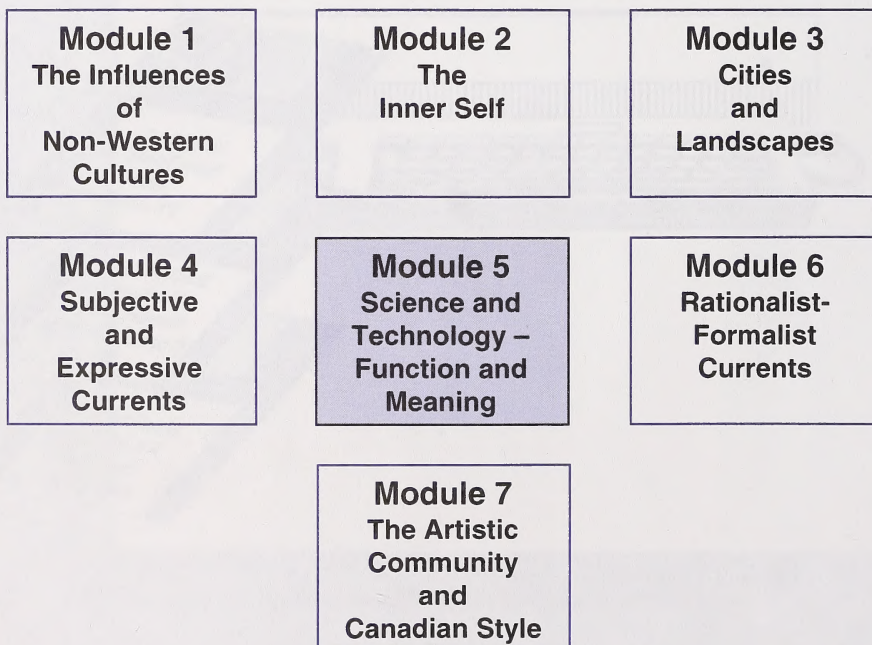 Module 1
The Influences
of
Non-Western
Cultures
Module 2
The
Inner Self
Module 3
Cities
and
Landscapes
Module 4
Subjective
and
Expressive
Currents
Module 5
Science and
Technology –
Function and
Meaning
Module 6
Rationalist-
Formalist
Currents
Module 7
The Artistic
Community
and
Canadian Style